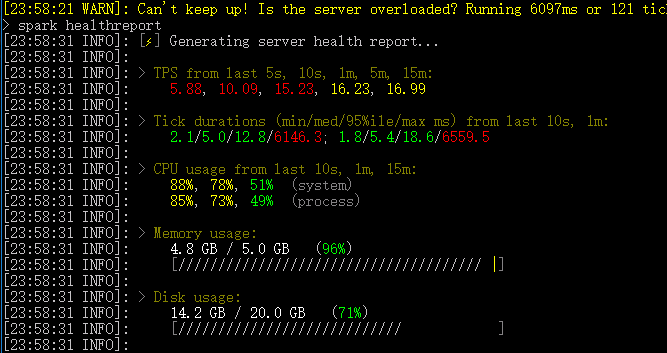 [23:58:21 WARN]: Can't keep up! Is the server overloaded? Running 6097ms or 121 tic
> spark healthreport
[23:58:31 INFO]: [⚡] Generating server health report...
[23:58:31 INFO]:
[23:58:31 INFO]: > TPS from last 5s, 10s, 1m, 5m, 15m:
[23:58:31 INFO]: 5.88, 10.09, 15.23, 16.23, 16.99
[23:58:31 INFO]:
[23:58:31 INFO]: > Tick durations (min/med/95%ile/max ms) from last 10s, 1m:
[23:58:31 INFO]: 2.1/5.0/12.8/6146.3; 1.8/5.4/18.6/6559.5
[23:58:31 INFO]:
[23:58:31 INFO]: > CPU usage from last 10s, 1m, 15m:
[23:58:31 INFO]: 88%, 78%, 51% (system)
[23:58:31 INFO]: 85%, 73%, 49% (process)
[23:58:31 INFO]:
[23:58:31 INFO]: > Memory usage:
[23:58:31 INFO]: 4.8 GB / 5.0 GB (96%)
[23:58:31 INFO]: [////////////////////////////////////// |]
[23:58:31 INFO]:
[23:58:31 INFO]: > Disk usage:
[23:58:31 INFO]: 14.2 GB / 20.0 GB (71%)
[23:58:31 INFO]: [//////////////////////////// ]
[23:58:31 INFO]: